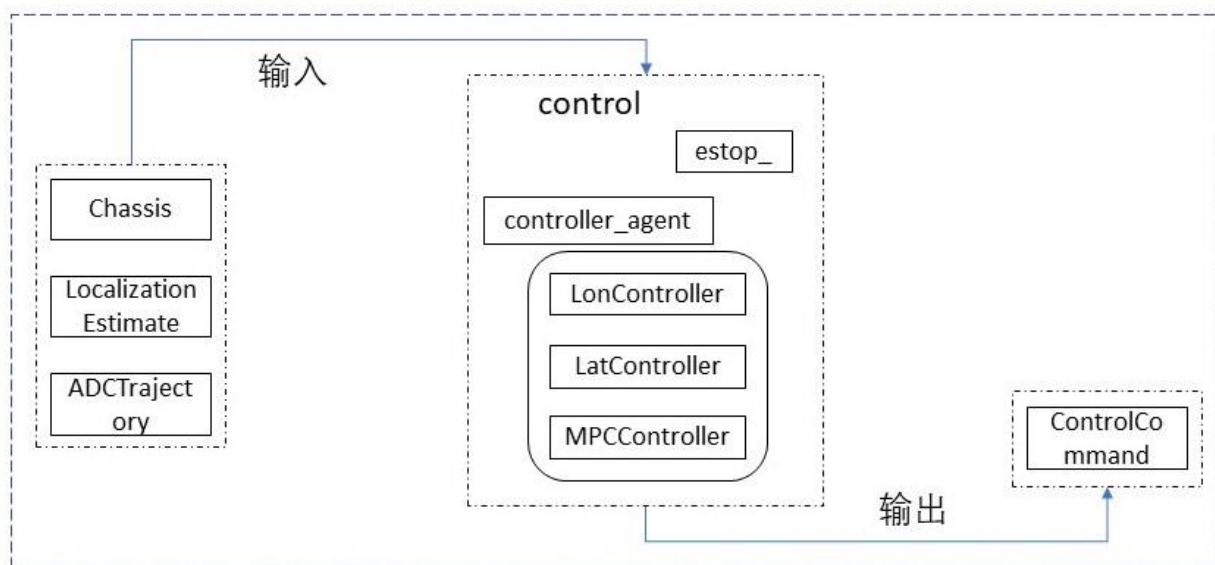 输入
control
estop_
Chassis
controller_agent
Localization
Estimate
LonController
LatController
ADCTraject
ory
MPCController
ControlCo
mmand
输出